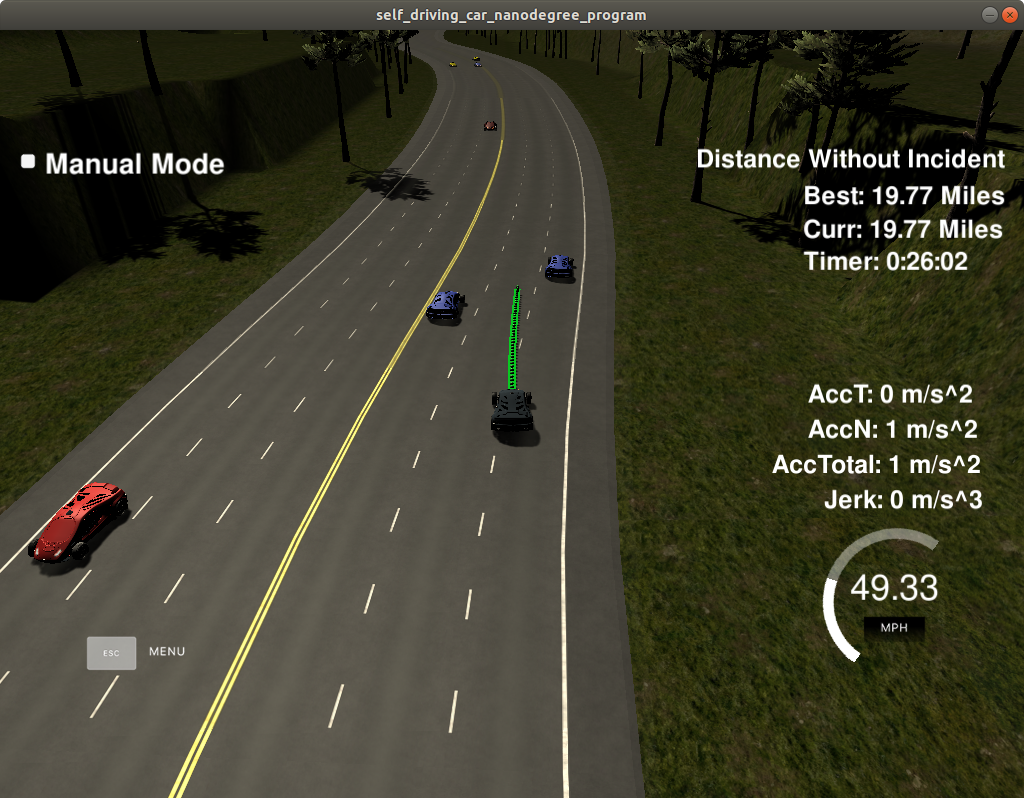 self_driving_car_nanodegree_program
Manual Mode
Distance Without Incident
Best: 19.77 Miles
Curr: 19.77 Miles
Timer: 0:26:02
AccT: 0 m/s^2
AccN: 1 m/s^2
AccTotal: 1 m/s^2
Jerk: 0 m/s^3
49.33
MPH
ESC MENU